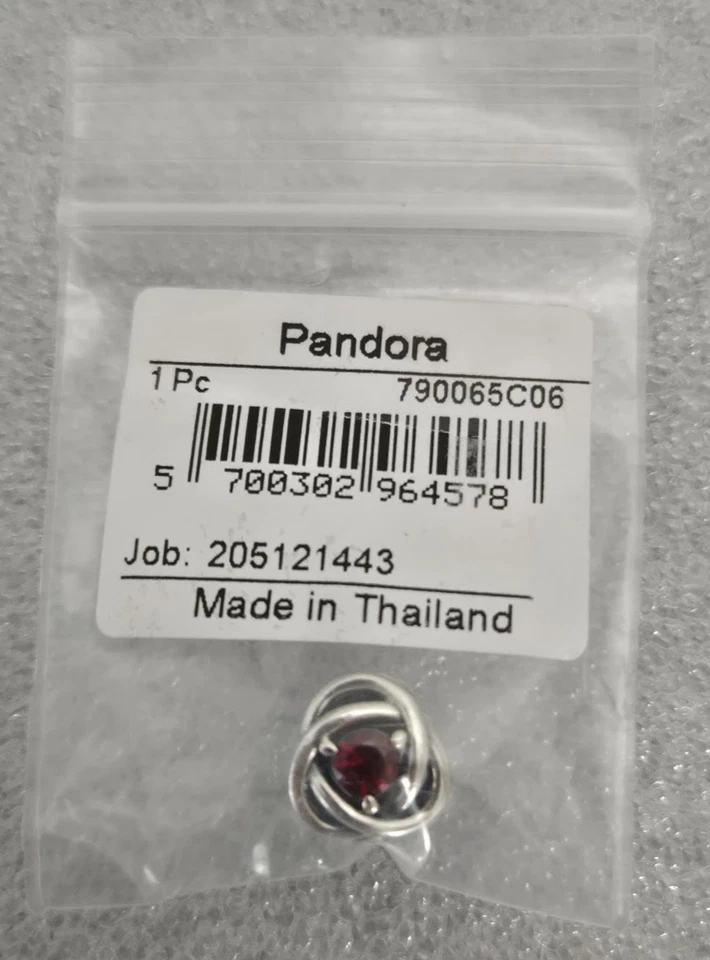 Pandora
1 Pc 790065C06
5 700302 964578
Job: 205121443
Made in Thailand